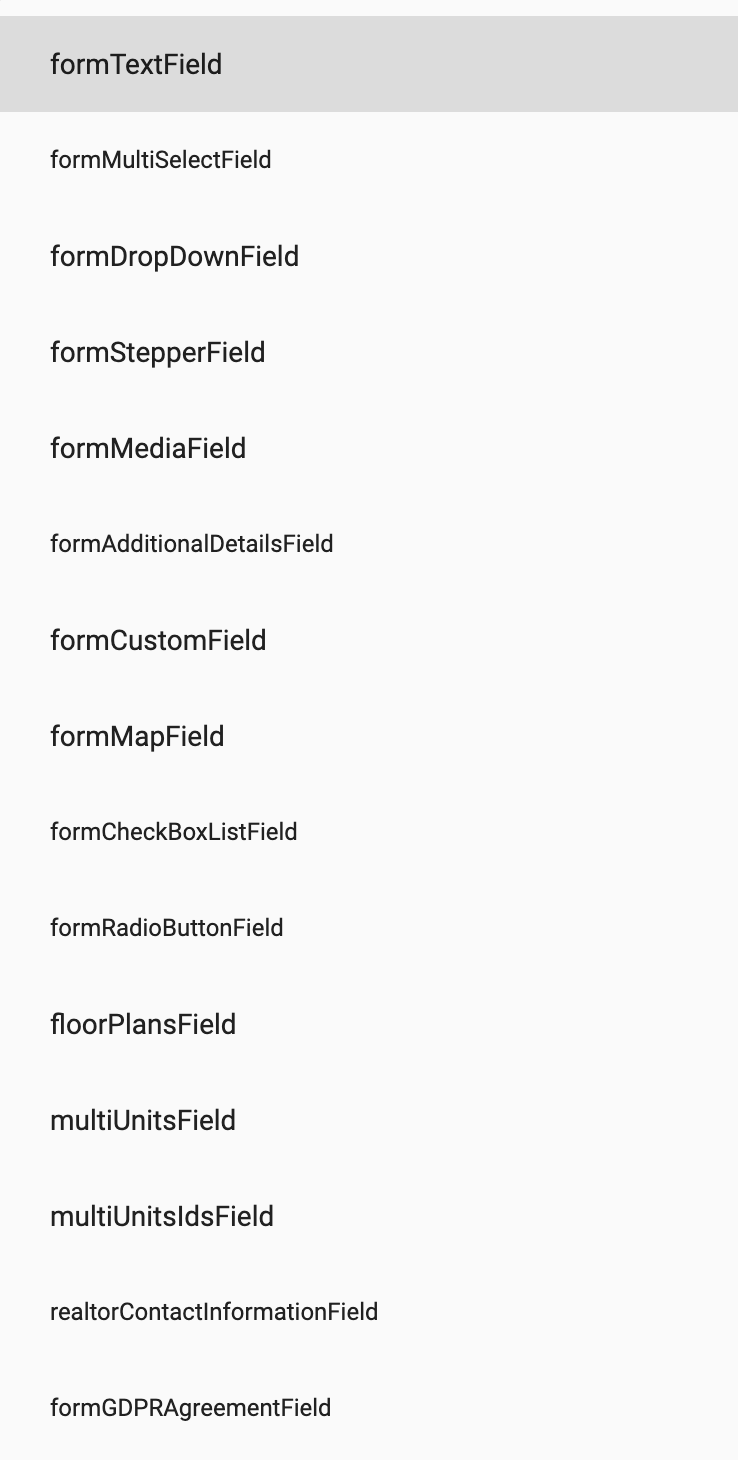 formTextField
formMultiSelectField
formDropDownField
formStepperField
formMediaField
formAdditionalDetailsField
formCustomField
formMapField
formCheckBoxListField
formRadioButtonField
floorPlansField
multiUnitsField
multiUnitsIdsField
realtorContactInformationField
formGDPRAgreementField